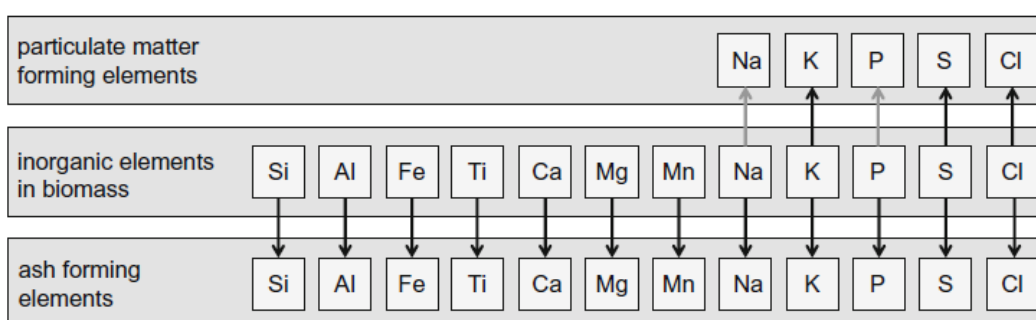 particulate matter
forming elements
Na K P S Cl
inorganic elements
in biomass
Si Al Fe Ti Ca Mg Mn Na K P S Cl
ash forming
elements
Si Al Fe Ti Ca Mg Mn Na K P S Cl